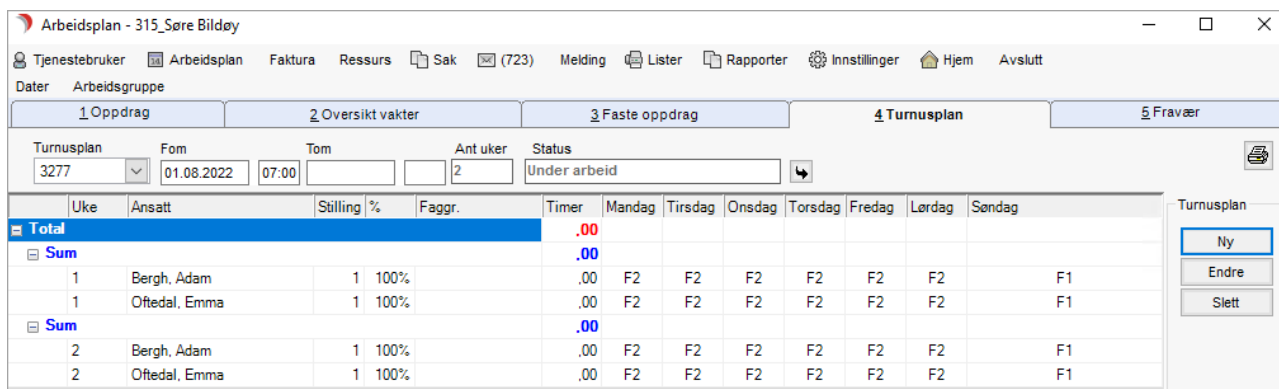 Arbeidsplan - 315_Søre Bildøy
Tjenestebruker Arbeidsplan Faktura Ressurs Sak (723) Melding Lister Rapporter Innstillinger Hjem Avslutt
Dater Arbeidsgruppe
1 Oppdrag 2 Oversikt vakter 3 Faste oppdrag 4 Turnusplan 5 Fravær
Turnusplan Fom Tom Ant uker Status
3277 01.08.2022 07:00 2 Under arbeid
Uke Ansatt Stilling % Faggr. Timer Mandag Tirsdag Onsdag Torsdag Fredag Lørdag Søndag Turnusplan
Total ,00
Ny
Sum ,00
1 Bergh, Adam 1 100% ,00 F2 F2 F2 F2 F2 F2 F1 Endre
1 Oftedal, Emma 1 100% ,00 F2 F2 F2 F2 F2 F2 F1 Slett
Sum ,00
2 Bergh, Adam 1 100% ,00 F2 F2 F2 F2 F2 F2 F1
2 Oftedal, Emma 1 100% ,00 F2 F2 F2 F2 F2 F2 F1